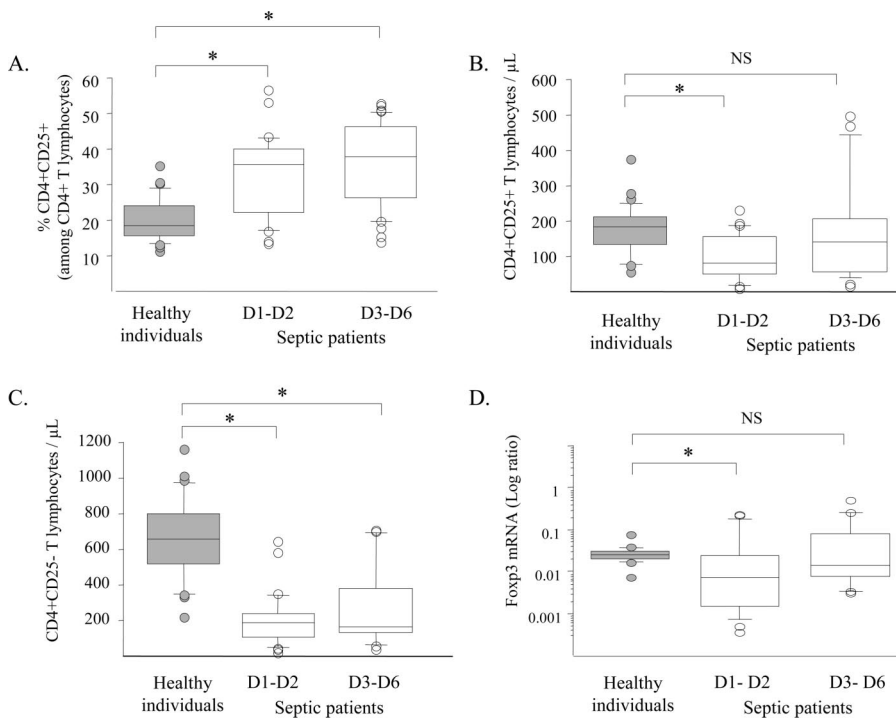 A.
% CD4+CD25+
(among CD4+ T lymphocytes)
60
50
40
30
20
10
*
*
Healthy
individuals
D1-D2
D3-D6
Septic patients
B.
CD4+CD25+ T lymphocytes / μL
600
500
400
300
200
100
NS
*
Healthy
individuals
D1-D2
D3-D6
Septic patients
C.
CD4+CD25- T lymphocytes / μL
1200
1000
800
600
400
200
*
*
Healthy
individuals
D1-D2
D3-D6
Septic patients
D.
Foxp3 mRNA (Log ratio)
1
0.1
0.01
0.001
NS
*
Healthy
individuals
D1- D2
D3- D6
Septic patients